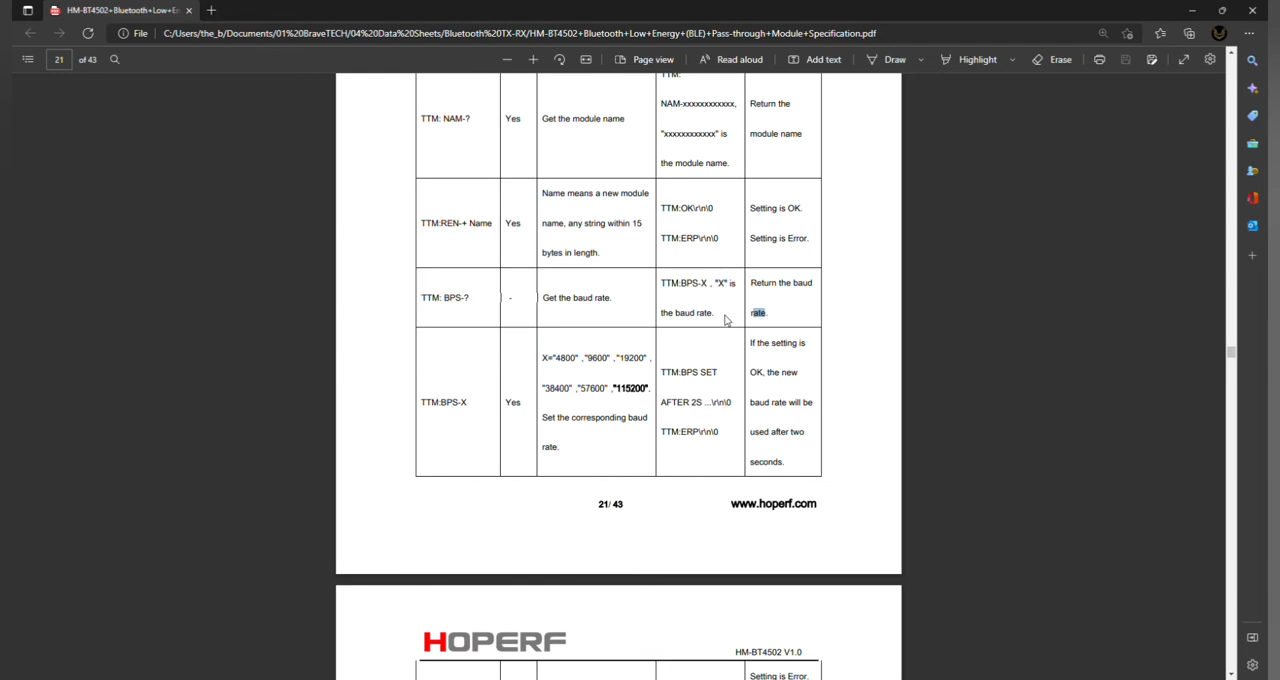 HM-BT4502+Bluetooth+Low+E
File
C:/Users/the_b/Documents/01%20BraveTECH/04%20Data%20Sheets/Bluetooth%20TX-RX/HM-BT4502+Bluetooth+Low+Energy+(BLE)+Pass-through+Module+Specification.pdf
21 of 43
Page view
Read aloud
Add text
Draw
Highlight
Erase
TTM: NAM-?
Yes
Get the module name
TTM:
NAM-xxxxxxxxxxxx,
"xxxxxxxxxxxx" is
the module name.
Return the
module name
TTM:REN-+ Name
Yes
Name means a new module
name, any string within 15
bytes in length.
TTM:OK\r\n\0
TTM:ERP\r\n\0
Setting is OK.
Setting is Error.
TTM: BPS-?
-
Get the baud rate.
TTM:BPS-X , "X" is
the baud rate.
Return the baud
rate.
TTM:BPS-X
Yes
X="4800" ,"9600" ,"19200" ,
"38400" ,"57600" ,"115200".
Set the corresponding baud
rate.
TTM:BPS SET
AFTER 2S ...\r\n\0
TTM:ERP\r\n\0
If the setting is
OK, the new
baud rate will be
used after two
seconds.
21/ 43
www.hoperf.com
HOPERF
HM-BT4502 V1.0
Setting is Error.